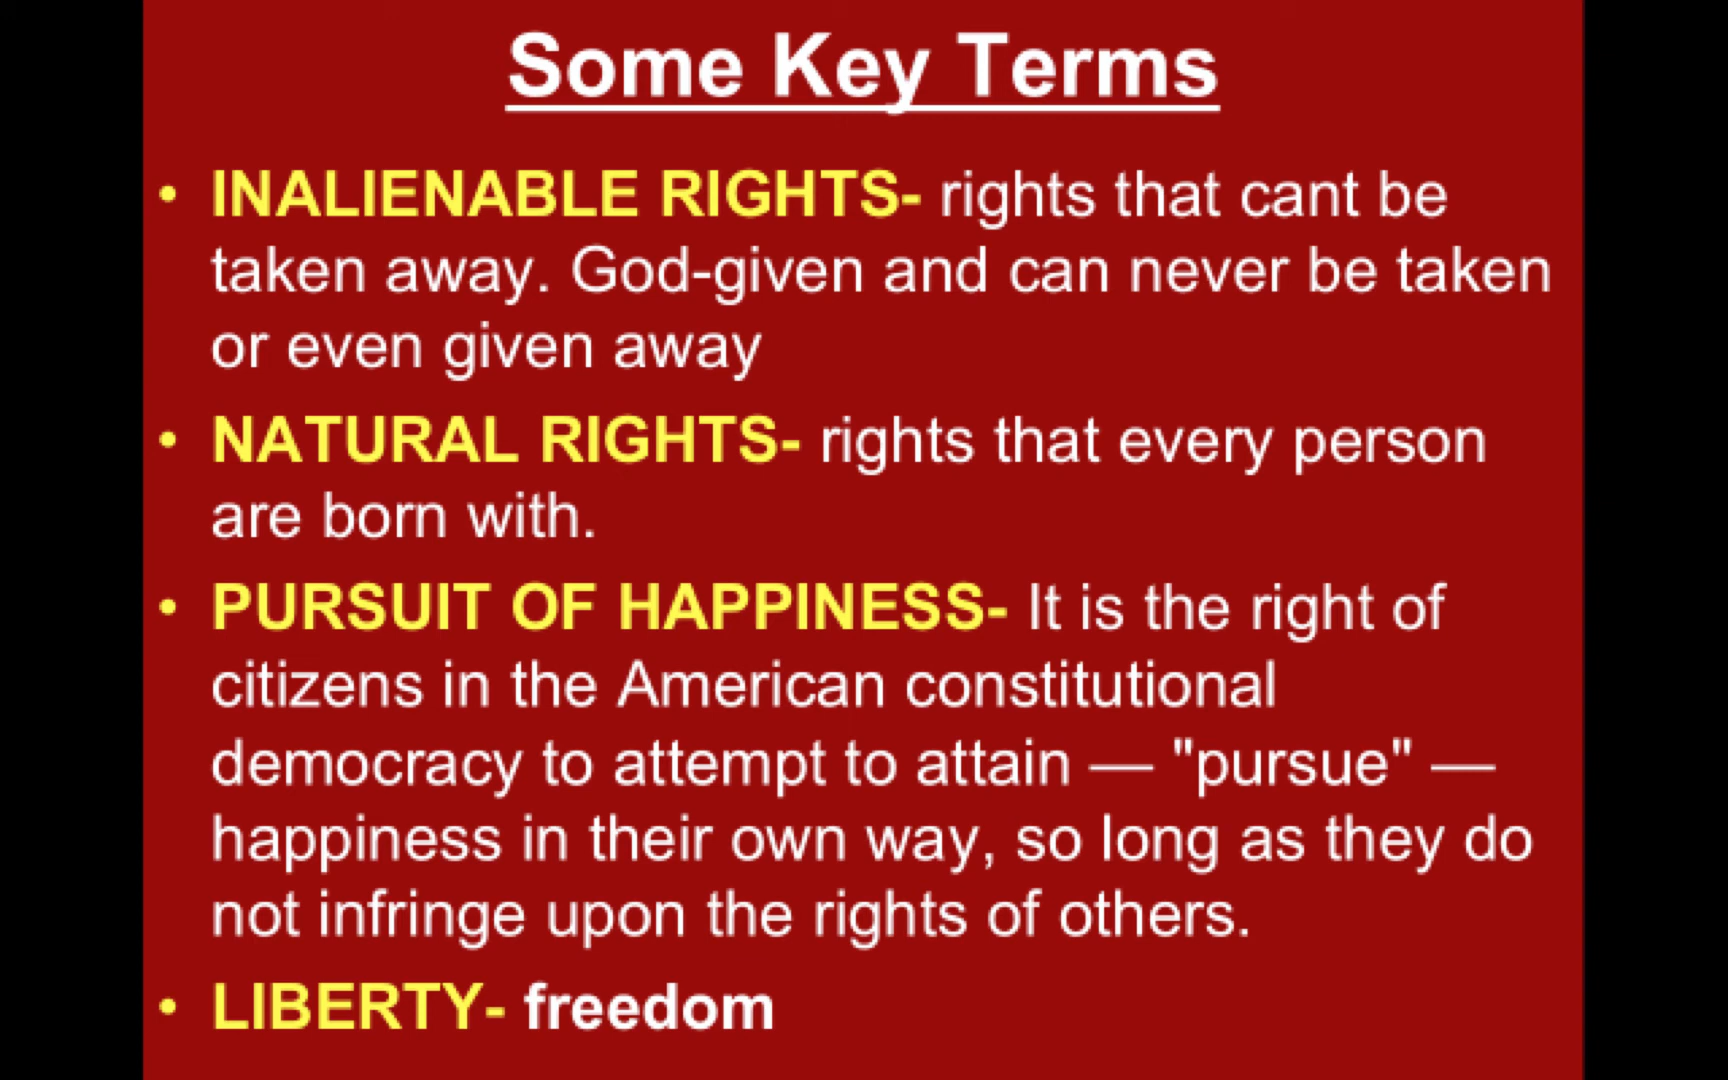 Some Key Terms
• INALIENABLE RIGHTS- rights that cant be
taken away. God-given and can never be taken
or even given away
• NATURAL RIGHTS- rights that every person
are born with.
• PURSUIT OF HAPPINESS- It is the right of
citizens in the American constitutional
democracy to attempt to attain — "pursue" —
happiness in their own way, so long as they do
not infringe upon the rights of others.
• LIBERTY- freedom